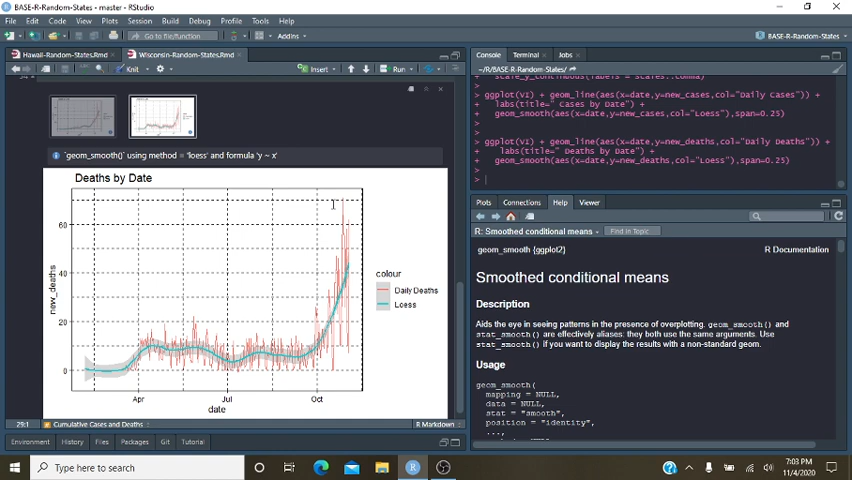 BASE-R-Random-States - master - RStudio
File Edit Code View Plots Session Build Debug Profile Tools Help
Go to file/function
Addins
BASE-R-Random-States
Hawaii-Random-States.Rmd
Wisconsin-Random-States.Rmd
Knit
Insert
Run
`geom_smooth()` using method = 'loess' and formula 'y ~ x'
Deaths by Date
new_deaths
60
40
20
0
Apr
Jul
Oct
date
colour
Daily Deaths
Loess
29:1
Cumulative Cases and Deaths
R Markdown
Environment History Files Packages Git Tutorial
Console Terminal Jobs
~/R/BASE-R-Random-States/
+ scale_y_continuous(labels = scales::comma)
> ggplot(VI) + geom_line(aes(x=date,y=new_cases,col="Daily Cases")) +
+ labs(title=" Cases by Date") +
+ geom_smooth(aes(x=date,y=new_cases,col="Loess"),span=0.25)
>
> ggplot(VI) + geom_line(aes(x=date,y=new_deaths,col="Daily Deaths")) +
+ labs(title=" Deaths by Date") +
+ geom_smooth(aes(x=date,y=new_deaths,col="Loess"),span=0.25)
>
>
Plots Connections Help Viewer
R: Smoothed conditional means
Find in Topic
geom_smooth {ggplot2}
R Documentation
Smoothed conditional means
Description
Aids the eye in seeing patterns in the presence of overplotting. geom_smooth() and
stat_smooth() are effectively aliases: they both use the same arguments. Use
stat_smooth() if you want to display the results with a non-standard geom.
Usage
geom_smooth(
mapping = NULL,
data = NULL,
stat = "smooth",
position = "identity",
...,
Type here to search
7:03 PM
11/4/2020